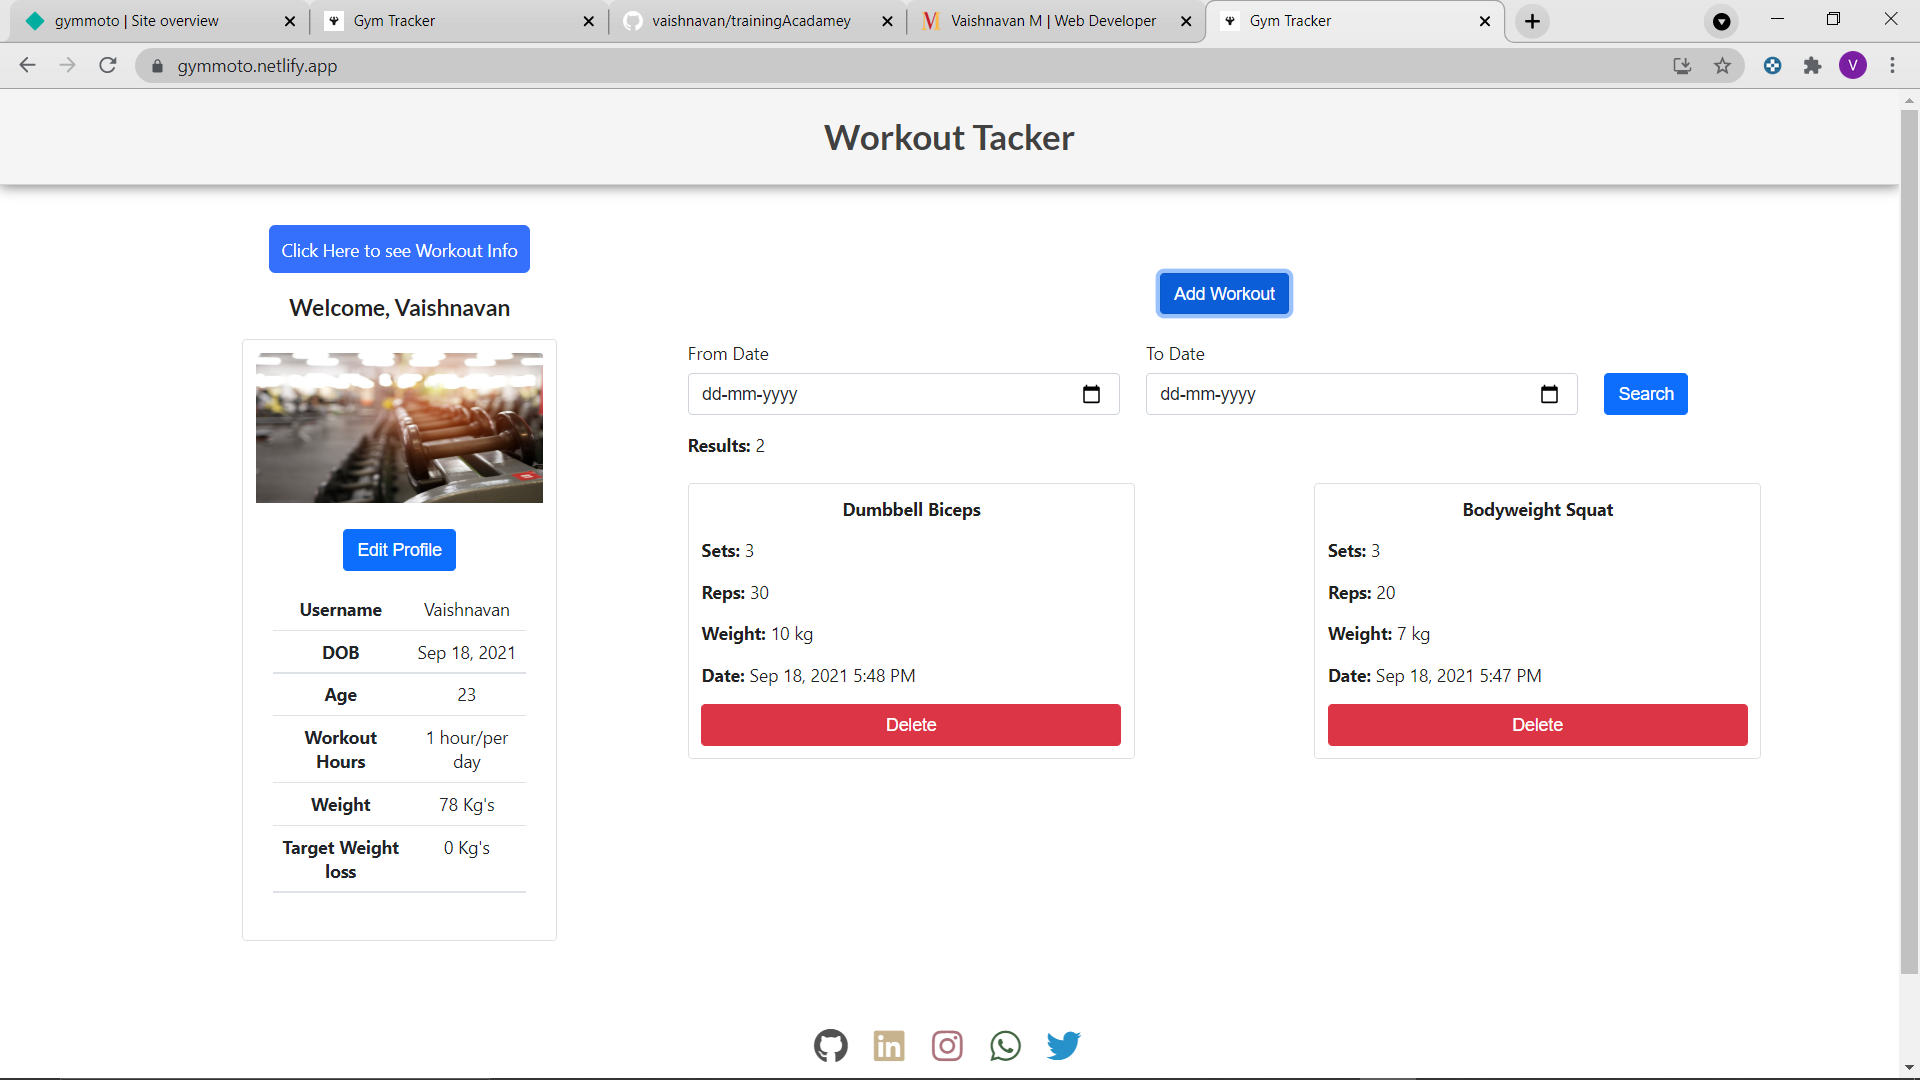 gymmoto | Site overview
Gym Tracker
vaishnavan/trainingAcadamey
Vaishnavan M | Web Developer
Gym Tracker
gymmoto.netlify.app
V
Workout Tacker
Click Here to see Workout Info
Welcome, Vaishnavan
Edit Profile
Username Vaishnavan
DOB Sep 18, 2021
Age 23
Workout Hours 1 hour/per day
Weight 78 Kg's
Target Weight loss 0 Kg's
Add Workout
From Date
To Date
dd-mm-yyyy
dd-mm-yyyy
Search
Results: 2
Dumbbell Biceps
Sets: 3
Reps: 30
Weight: 10 kg
Date: Sep 18, 2021 5:48 PM
Delete
Bodyweight Squat
Sets: 3
Reps: 20
Weight: 7 kg
Date: Sep 18, 2021 5:47 PM
Delete